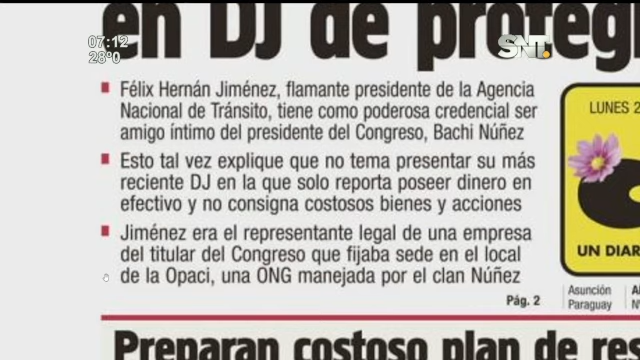 en DJ de
07:12
28°0
SNT
Félix Hernán Jiménez, flamante presidente de la Agencia
Nacional de Tránsito, tiene como poderosa credencial ser
amigo íntimo del presidente del Congreso, Bachi Núñez
Esto tal vez explique que no tema presentar su más
reciente DJ en la que solo reporta poseer dinero en
efectivo y no consigna costosos bienes y acciones
Jiménez era el representante legal de una empresa
del titular del Congreso que fijaba sede en el local
de la Opaci, una ONG manejada por el clan Núñez
Pág. 2
LUNES 2
UN DIAR
Asunción
Paraguay
Preparan costoso plan de res